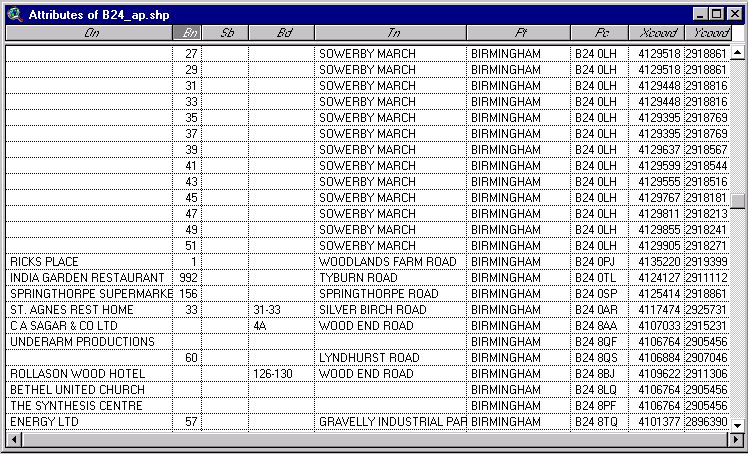 Attributes of B24_ap.shp
On Bn Sb Bd Tn Pt Pc Xcoord Ycoord
27 SOWERBY MARCH BIRMINGHAM B24 0LH 4129518 2918861
29 SOWERBY MARCH BIRMINGHAM B24 0LH 4129518 2918861
31 SOWERBY MARCH BIRMINGHAM B24 0LH 4129448 2918816
33 SOWERBY MARCH BIRMINGHAM B24 0LH 4129448 2918816
35 SOWERBY MARCH BIRMINGHAM B24 0LH 4129395 2918769
37 SOWERBY MARCH BIRMINGHAM B24 0LH 4129395 2918769
39 SOWERBY MARCH BIRMINGHAM B24 0LH 4129637 2918567
41 SOWERBY MARCH BIRMINGHAM B24 0LH 4129599 2918544
43 SOWERBY MARCH BIRMINGHAM B24 0LH 4129555 2918516
45 SOWERBY MARCH BIRMINGHAM B24 0LH 4129767 2918181
47 SOWERBY MARCH BIRMINGHAM B24 0LH 4129811 2918213
49 SOWERBY MARCH BIRMINGHAM B24 0LH 4129855 2918241
51 SOWERBY MARCH BIRMINGHAM B24 0LH 4129905 2918271
RICKS PLACE 1 WOODLANDS FARM ROAD BIRMINGHAM B24 0PJ 4135220 2919399
INDIA GARDEN RESTAURANT 992 TYBURN ROAD BIRMINGHAM B24 0TL 4124127 2911112
SPRINGTHORPE SUPERMARKE 156 SPRINGTHORPE ROAD BIRMINGHAM B24 0SP 4125414 2918861
ST. AGNES REST HOME 33 31-33 SILVER BIRCH ROAD BIRMINGHAM B24 0AR 4117474 2925731
C A SAGAR & CO LTD 4A WOOD END ROAD BIRMINGHAM B24 8AA 4107033 2915231
UNDERARM PRODUCTIONS BIRMINGHAM B24 8QF 4106764 2905456
60 LYNDHURST ROAD BIRMINGHAM B24 8QS 4106884 2907046
ROLLASON WOOD HOTEL 126-130 WOOD END ROAD BIRMINGHAM B24 8BJ 4109622 2911306
BETHEL UNITED CHURCH BIRMINGHAM B24 8LQ 4106764 2905456
THE SYNTHESIS CENTRE BIRMINGHAM B24 8PF 4106764 2905456
ENERGY LTD 57 GRAVELLY INDUSTRIAL PAR BIRMINGHAM B24 8TQ 4101377 2896390